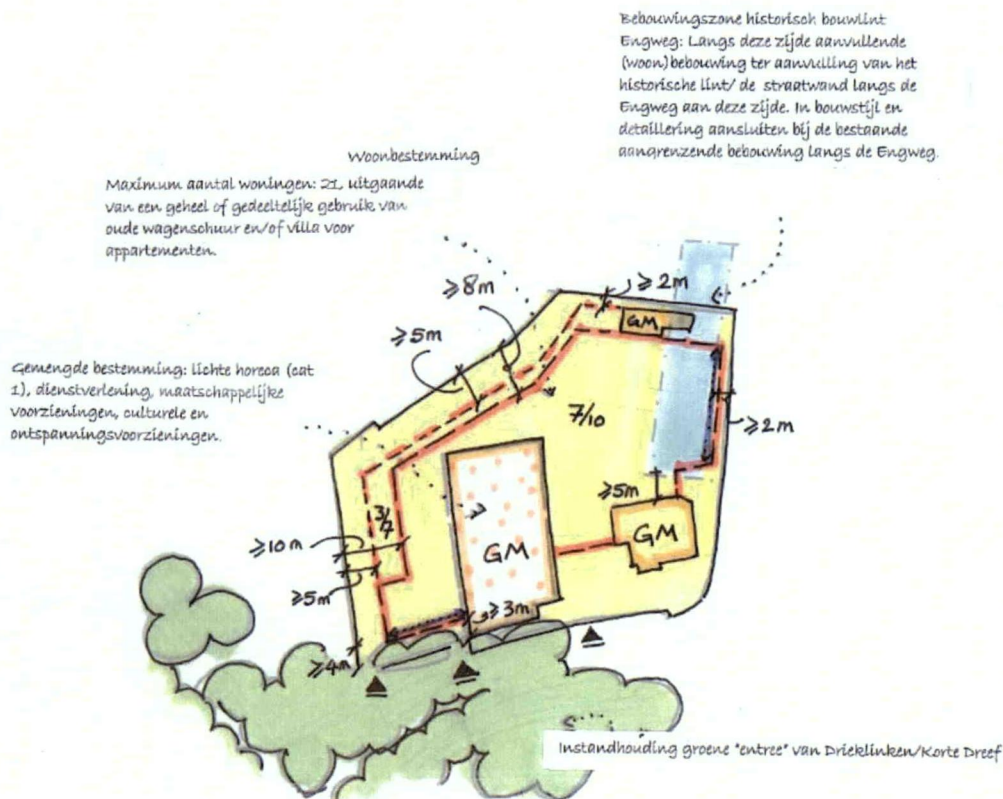 Bebouwingszone historisch bouwlint
Engweg: Langs deze zijde aanvullende
(woon)bebouwing ter aanvulling van het
historische lint/ de straatwand langs de
Engweg aan deze zijde. In bouwstijl en
detaillering aansluiten bij de bestaande
aangrenzende bebouwing langs de Engweg.
Woonbestemming
Maximum aantal woningen: 21, uitgaande
van een geheel of gedeeltelijk gebruik van
oude wagenschuur en/of villa voor
appartementen.
Gemengde bestemming: lichte horeca (cat
1), dienstverlening, maatschappelijke
voorzieningen, culturele en
ontspanningsvoorzieningen.
≥8m
≥2m
≥5m
GM
7/10
≥2m
≥5m
3/7
GM
GM
≥10m
≥5m
≥3m
≥4m
Instandhouding groene "entree" van Drieklinken/Korte Dreef